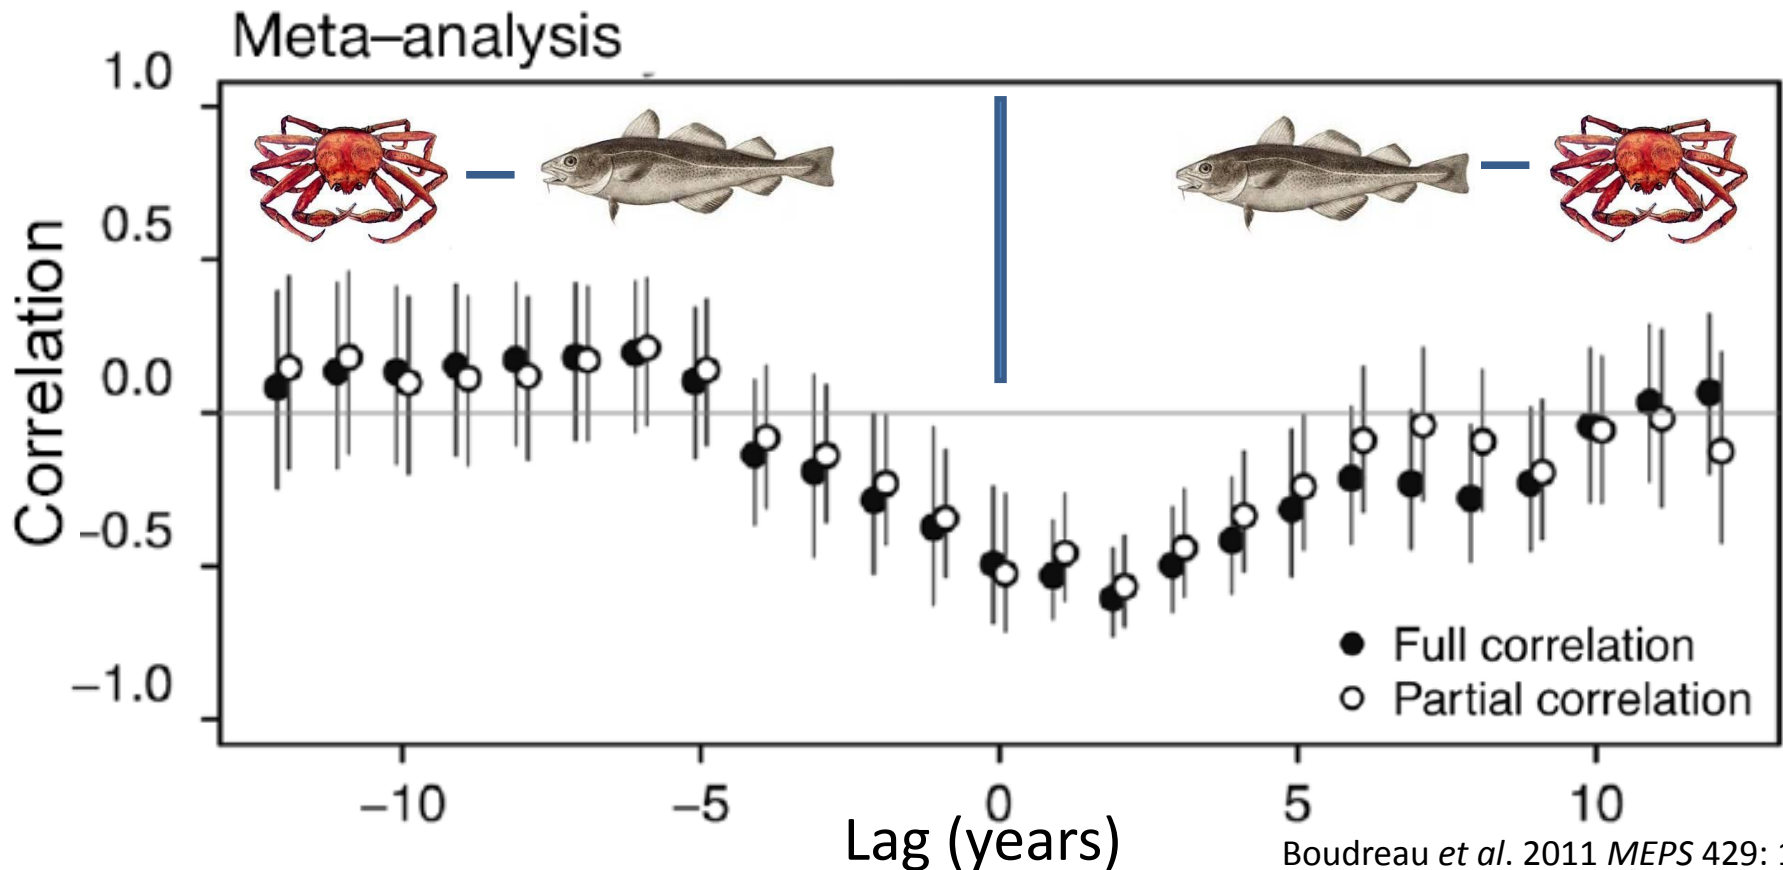 Meta–analysis
1.0
0.5
0.0
–0.5
–1.0
Correlation
Full correlation
Partial correlation
–10
–5
0
5
10
Lag (years)
Boudreau et al. 2011 MEPS 429: